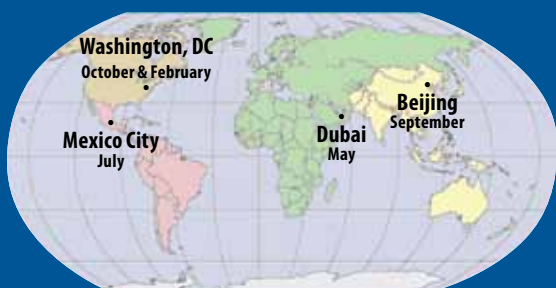 Washington, DC
October & February
Mexico City
July
Dubai
May
Beijing
September